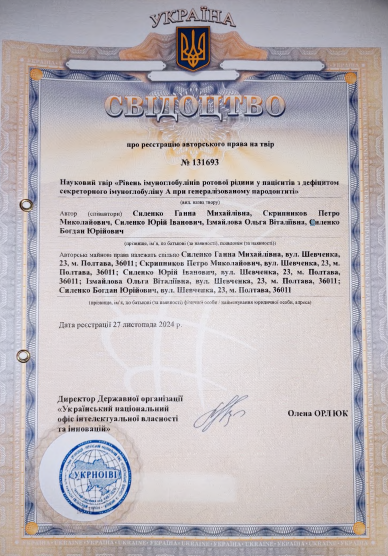 УКРАЇНА
СВІДОЦТВО
про реєстрацію авторського права на твір
№ 131693
Науковий твір «Рівень імуноглобулінів ротової рідини у пацієнтів з дефіцитом
секреторного імуноглобуліну А при генералізованому пародонтиті»
(вид, назва твору)
Автор (співавтори) Силенко Ганна Михайлівна, Скрипников Петро
Миколайович, Силенко Юрій Іванович, Ізмайлова Ольга Віталіївна, Силенко
Богдан Юрійович
(прізвище, ім'я, по батькові (за наявності), псевдонім (за наявності))
Авторські майнові права належать спільно Силенко Ганна Михайлівна, вул. Шевченка,
23, м. Полтава, 36011; Скрипников Петро Миколайович, вул. Шевченка, 23, м.
Полтава, 36011; Силенко Юрій Іванович, вул. Шевченка, 23, м. Полтава,
36011; Ізмайлова Ольга Віталіївна, вул. Шевченка, 23, м. Полтава, 36011;
Силенко Богдан Юрійович, вул. Шевченка, 23, м. Полтава, 36011
(прізвище, ім'я, по батькові (за наявності) фізичної особи / найменування юридичної особи, адреса)
Дата реєстрації 27 листопада 2024 р.
Директор Державної організації
«Український національний
офіс інтелектуальної власності
та інновацій»
Олена ОРЛЮК
УКРНОІВІ